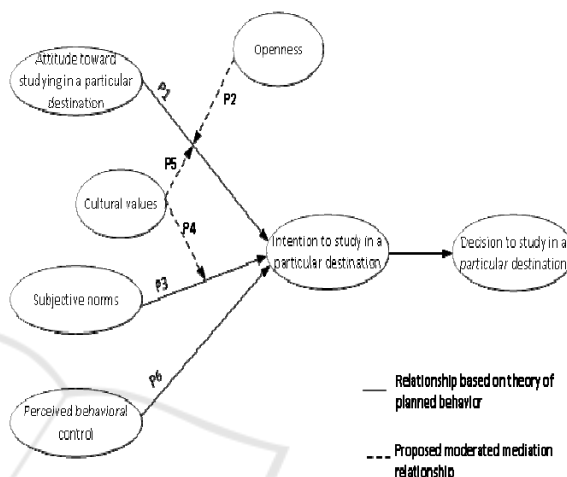 Openness
Attitude toward
studying in a particular
destination
P1
P2
P5
Cultural values
P4
Intention to study in a
particular destination
Decision to study in a
particular destination
Subjective norms
P3
P6
Perceived behavioral
control
Relationship based on theory of
planned behavior
Proposed moderated mediation
relationship